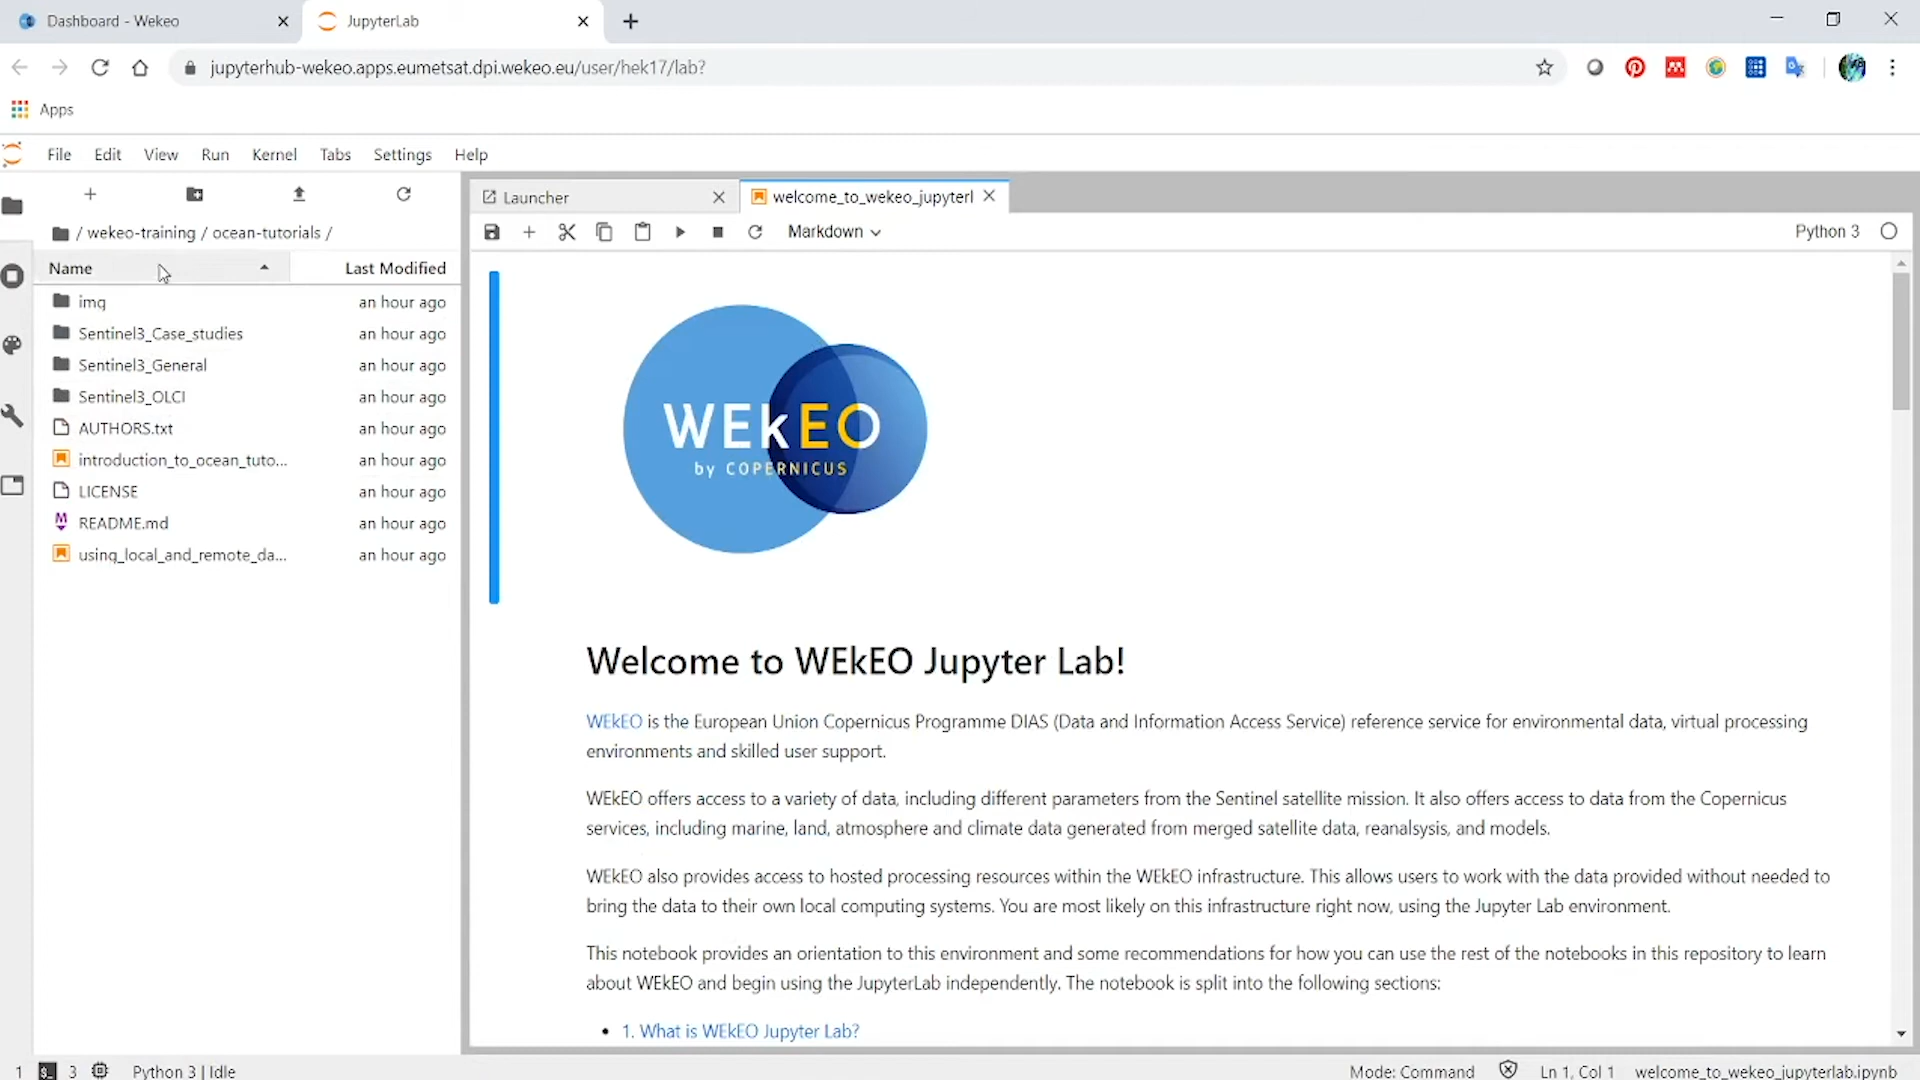 Dashboard - Wekeo
JupyterLab
jupyterhub-wekeo.apps.eumetsat.dpi.wekeo.eu/user/hek17/lab?
Apps
File Edit View Run Kernel Tabs Settings Help
/ wekeo-training / ocean-tutorials /
Name Last Modified
img an hour ago
Sentinel3_Case_studies an hour ago
Sentinel3_General an hour ago
Sentinel3_OLCI an hour ago
AUTHORS.txt an hour ago
introduction_to_ocean_tuto... an hour ago
LICENSE an hour ago
README.md an hour ago
using_local_and_remote_da... an hour ago
Launcher
welcome_to_wekeo_jupyterl
Markdown
Python 3
WEkEO
by COPERNICUS
Welcome to WEkEO Jupyter Lab!
WEkEO is the European Union Copernicus Programme DIAS (Data and Information Access Service) reference service for environmental data, virtual processing
environments and skilled user support.
WEkEO offers access to a variety of data, including different parameters from the Sentinel satellite mission. It also offers access to data from the Copernicus
services, including marine, land, atmosphere and climate data generated from merged satellite data, reanalsysis, and models.
WEkEO also provides access to hosted processing resources within the WEkEO infrastructure. This allows users to work with the data provided without needed to
bring the data to their own local computing systems. You are most likely on this infrastructure right now, using the Jupyter Lab environment.
This notebook provides an orientation to this environment and some recommendations for how you can use the rest of the notebooks in this repository to learn
about WEkEO and begin using the JupyterLab independently. The notebook is split into the following sections:
• 1. What is WEkEO Jupyter Lab?
1 3 Python 3 | Idle
Mode: Command Ln 1, Col 1 welcome_to_wekeo_jupyterlab.ipynb